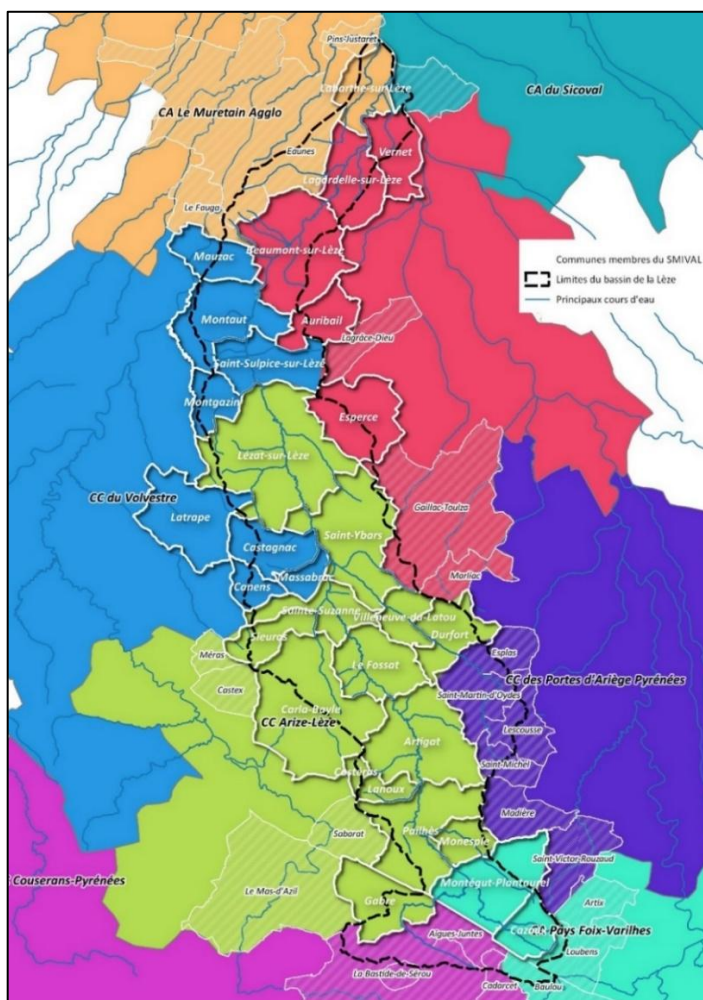 Pins-Justaret
Labarthe-sur-Lèze
CA du Sicoval
CA Le Muretain Agglo
Eaunes
Vernet
Lagardelle-sur-Lèze
Le Fauga
Beaumont-sur-Lèze
Mauzac
Communes membres du SMIVAL
Limites du bassin de la Lèze
Principaux cours d'eau
Montaut
Auribail
Lagrâce-Dieu
Saint-Sulpice-sur-Lèze
Montgazin
Esperce
Lézat-sur-Lèze
CC du Volvestre
Gaillac-Toulza
Latrape
Saint-Ybars
Castagnac
Massabrac
Marliac
Canens
Sainte-Suzanne
Villeneuve-du-Latou
Sieuras
Durfort
Méras
Esplas
Le Fossat
CC des Portes d'Ariège Pyrénées
Castex
Saint-Martin-d'Oydes
Carla-Bayle
CC Arize-Lèze
Lescousse
Artigat
Saint-Michel
Casteras
Lanoux
Madière
Sabarat
Pailhès
Monesple
Saint-Victor-Rouzaud
s Couserans-Pyrénées
Le Mas-d'Azil
Montégut-Plantaurel
Gabre
Artix
Pays Foix-Varilhes
Aigues-Juntes
Loubens
La Bastide-de-Sérou
Cadarcet
Baulou